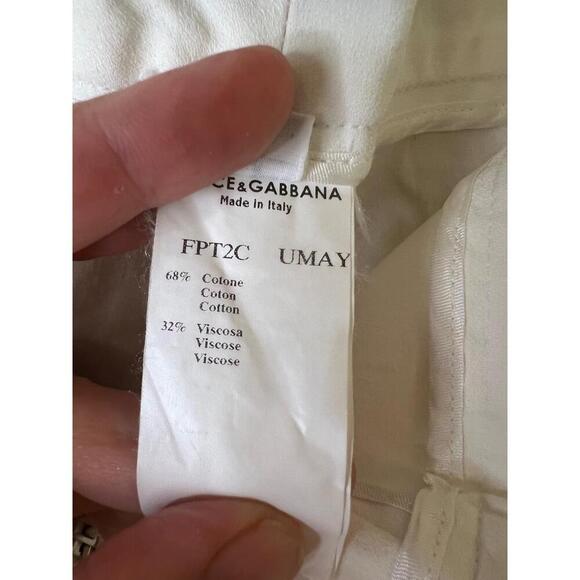 CE&GABBANA
Made in Italy
FPT2C UMAY
68% Cotone
Coton
Cotton
32% Viscosa
Viscose
Viscose